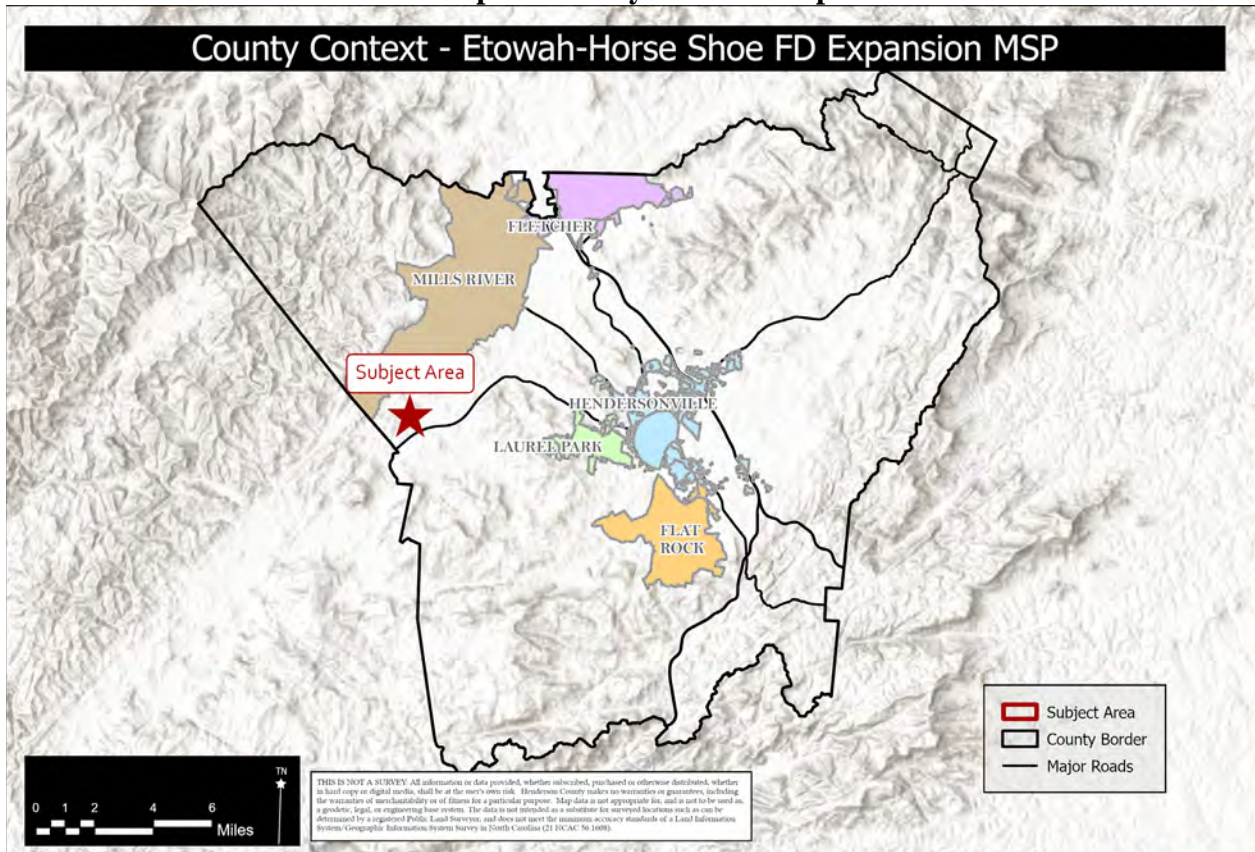 County Context - Etowah-Horse Shoe FD Expansion MSP
FLETCHER
MILLS RIVER
Subject Area
HENDERSONVILLE
LAUREL PARK
FLAT
ROCK
Subject Area
County Border
Major Roads
TN
0 1 2 4 6
Miles
THIS IS NOT A SURVEY. All information or data provided, whether subscribed, purchased or otherwise distributed, whether
in hard copy or digital media, shall be at the user's own risk. Henderson County makes no warranties or guarantees, including
the warranties of merchantability or of fitness for a particular purpose. Map data is not appropriate for, and is not to be used as,
a geodetic, legal, or engineering base system. The data is not intended as a substitute for surveyed locations such as can be
determined by a registered Public Land Surveyor, and does not meet the minimum accuracy standards of a Land Information
System/Geographic Information System Survey in North Carolina (21 NCAC 56.1608).